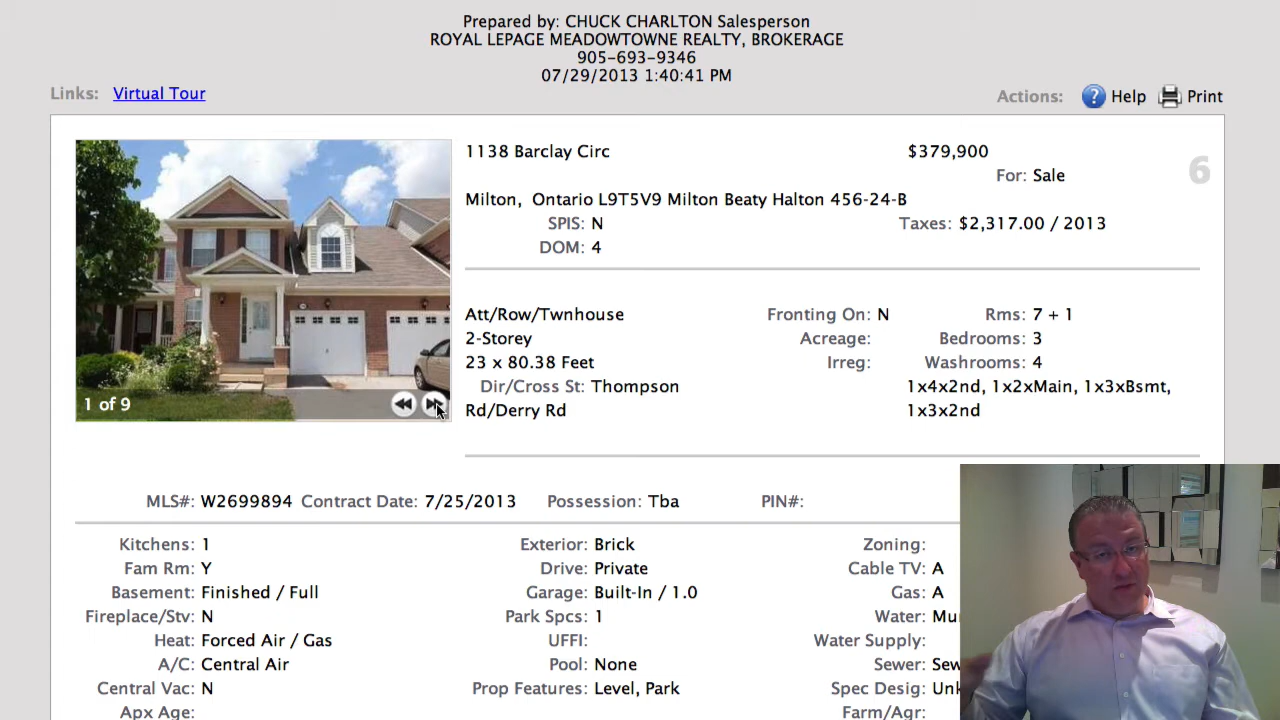 Prepared by: CHUCK CHARLTON Salesperson
ROYAL LEPAGE MEADOWTOWNE REALTY, BROKERAGE
905-693-9346
07/29/2013 1:40:41 PM
Links: Virtual Tour
Actions: Help Print
1138 Barclay Circ $379,900
For: Sale
6
Milton, Ontario L9T5V9 Milton Beaty Halton 456-24-B
SPIS: N Taxes: $2,317.00 / 2013
DOM: 4
Att/Row/Twnhouse Fronting On: N Rms: 7 + 1
2-Storey Acreage: Bedrooms: 3
23 x 80.38 Feet Irreg: Washrooms: 4
Dir/Cross St: Thompson 1x4x2nd, 1x2xMain, 1x3xBsmt,
Rd/Derry Rd 1x3x2nd
1 of 9
MLS#: W2699894 Contract Date: 7/25/2013 Possession: Tba PIN#:
Kitchens: 1 Exterior: Brick Zoning:
Fam Rm: Y Drive: Private Cable TV: A
Basement: Finished / Full Garage: Built-In / 1.0 Gas: A
Fireplace/Stv: N Park Spcs: 1 Water: Mu
Heat: Forced Air / Gas UFFI: Water Supply:
A/C: Central Air Pool: None Sewer: Sew
Central Vac: N Prop Features: Level, Park Spec Desig: Unk
Apx Age: Farm/Agr: